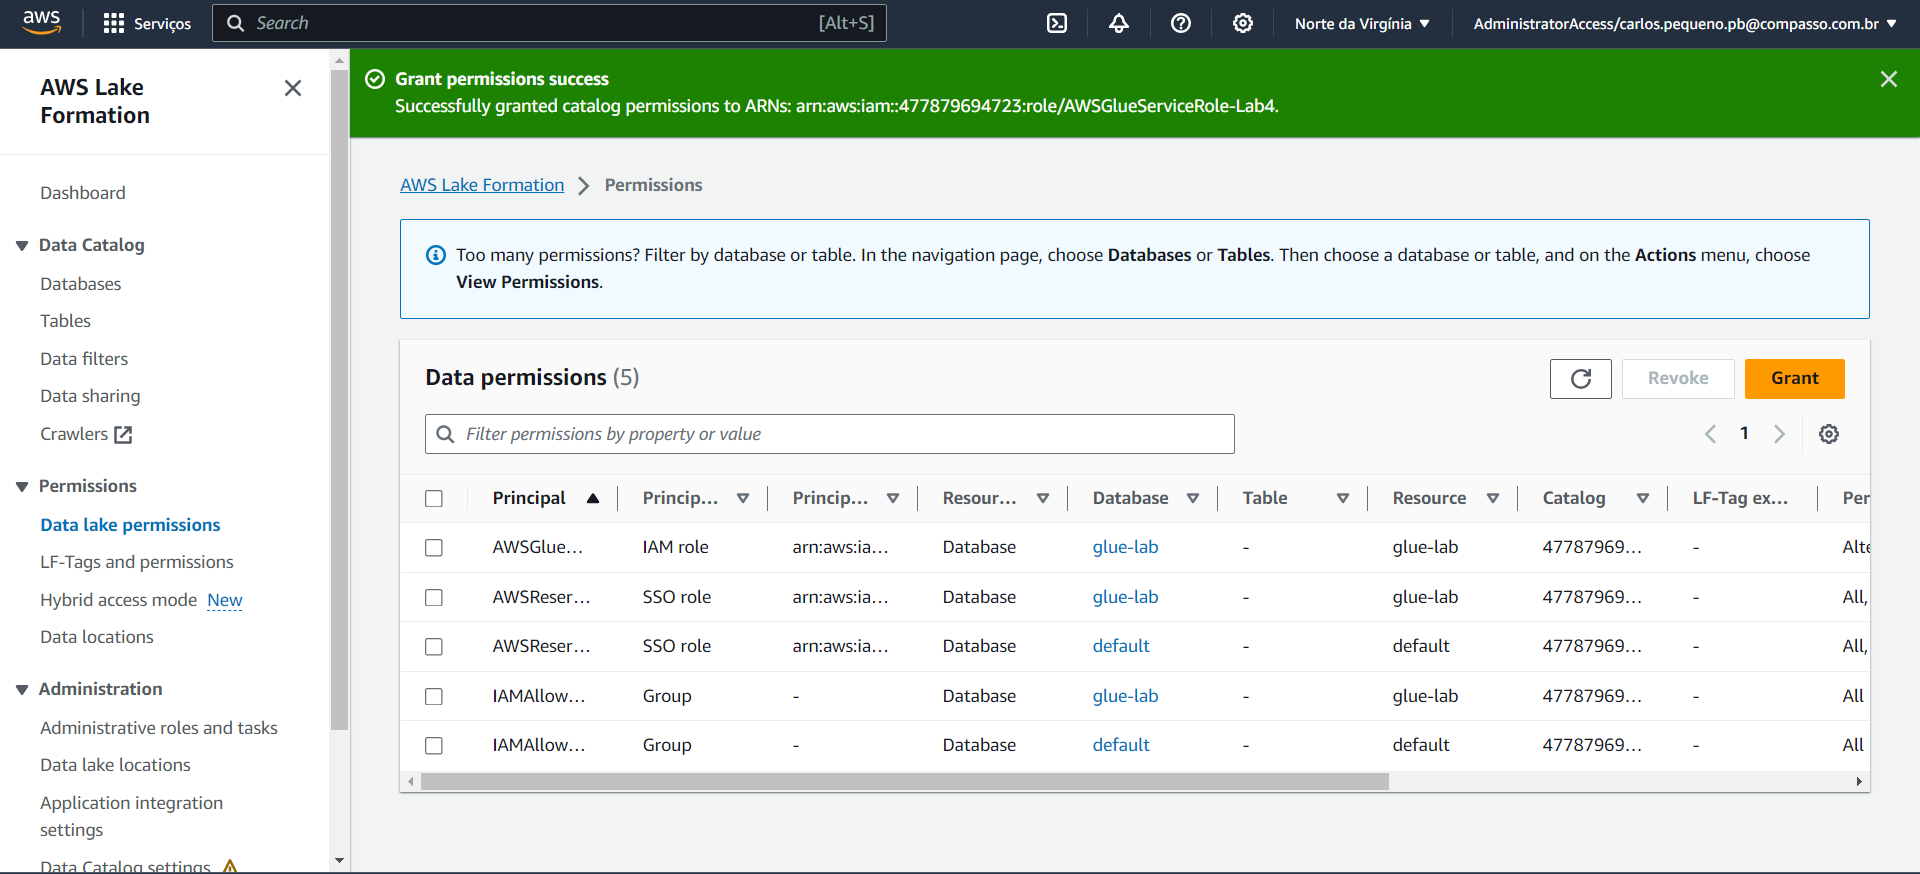 aws
Serviços
Search
[Alt+S]
Norte da Virgínia
AdministratorAccess/carlos.pequeno.pb@compasso.com.br
AWS Lake
Formation
Grant permissions success
Successfully granted catalog permissions to ARNs: arn:aws:iam::477879694723:role/AWSGlueServiceRole-Lab4.
Dashboard
Data Catalog
Databases
Tables
Data filters
Data sharing
Crawlers
Permissions
Data lake permissions
LF-Tags and permissions
Hybrid access mode New
Data locations
Administration
Administrative roles and tasks
Data lake locations
Application integration
settings
Data Catalog settings
AWS Lake Formation
Permissions
Too many permissions? Filter by database or table. In the navigation page, choose Databases or Tables. Then choose a database or table, and on the Actions menu, choose
View Permissions.
Data permissions (5)
Revoke
Grant
Filter permissions by property or value
1
Principal Princip... Princip... Resour... Database Table Resource Catalog LF-Tag ex... Per
AWSGlue... IAM role arn:aws:ia... Database glue-lab - glue-lab 47787969... - Alte
AWSReser... SSO role arn:aws:ia... Database glue-lab - glue-lab 47787969... - All,
AWSReser... SSO role arn:aws:ia... Database default - default 47787969... - All,
IAMAllow... Group - Database glue-lab - glue-lab 47787969... - All
IAMAllow... Group - Database default - default 47787969... - All